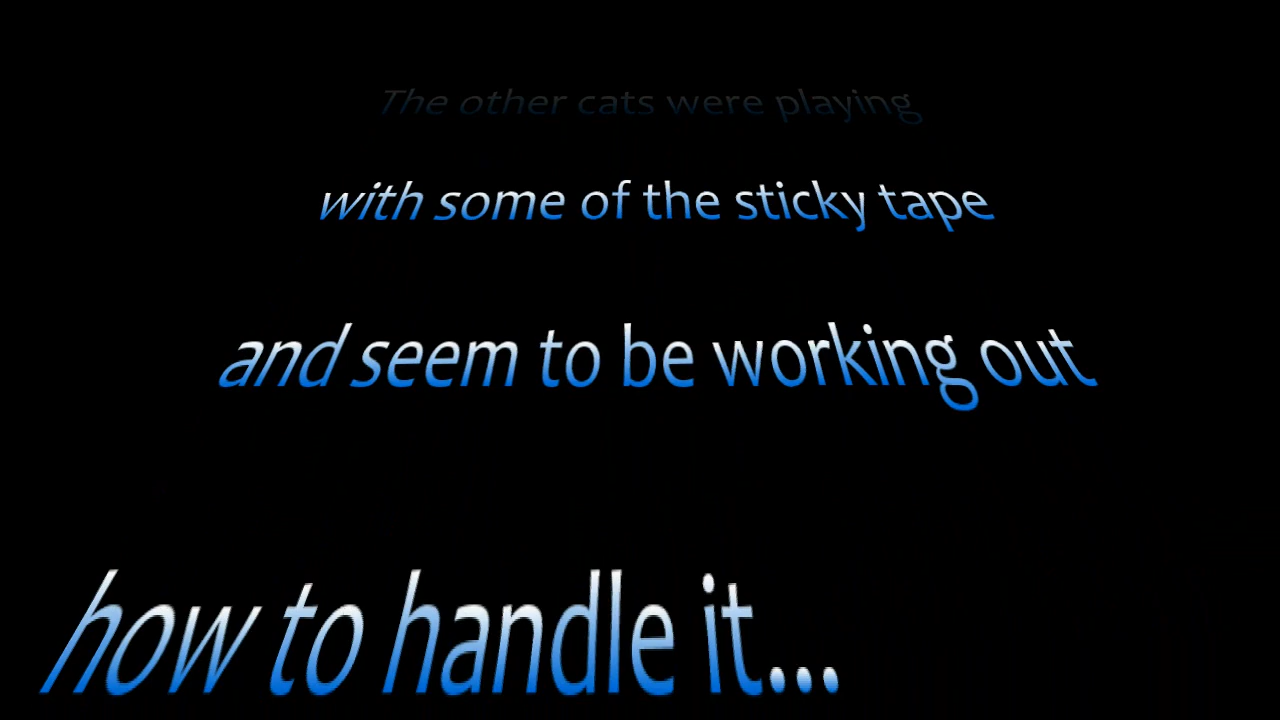 The other cats were playing
with some of the sticky tape
and seem to be working out
how to handle it...